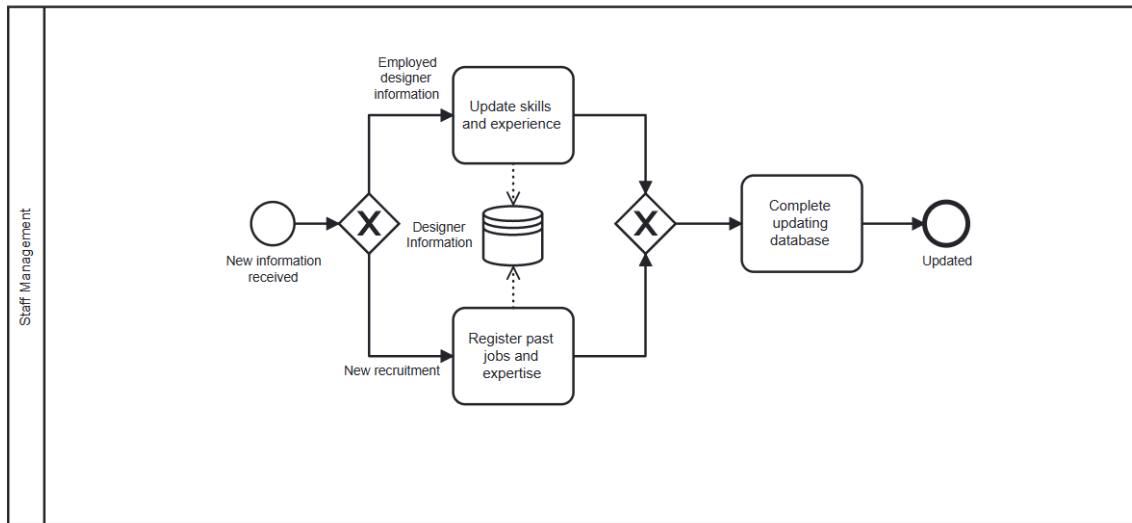 Staff Management
New information
received
Employed
designer
information
New recruitment
Update skills
and experience
Designer
Information
Register past
jobs and
expertise
Complete
updating
database
Updated